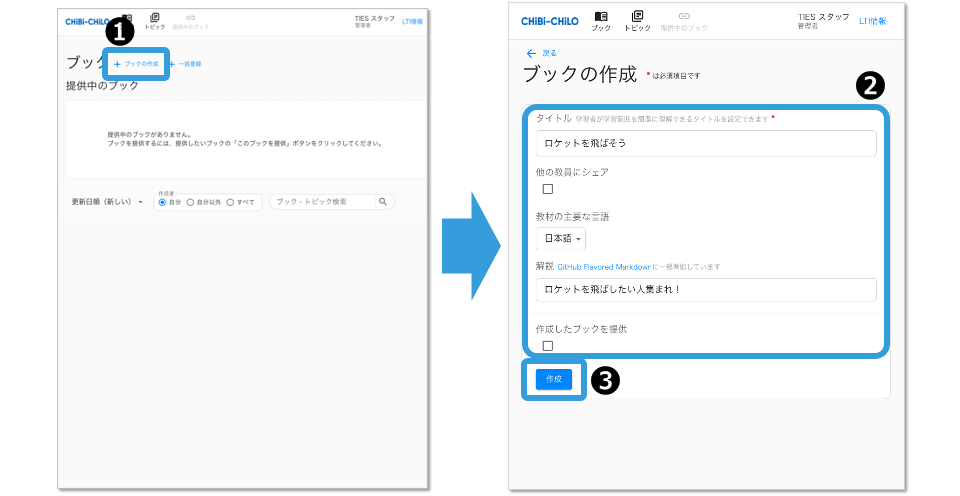 CHiBi-CHiLO
トピック
提供中のブック
TIES スタッフ
管理者
LTI情報
❶
ブック
+ ブックの作成
+ 一括登録
提供中のブック
提供中のブックがありません。
ブックを提供するには、提供したいブックの「このブックを提供」ボタンをクリックしてください。
更新日順（新しい）
作成者
自分 自分以外 すべて
ブック・トピック検索
CHiBi-CHiLO
ブック
トピック
提供中のブック
TIES スタッフ
管理者
LTI情報
← 戻る
ブックの作成 * は必須項目です
❷
タイトル 学習者が学習範囲を簡潔に理解できるタイトルを設定できます *
ロケットを飛ばそう
他の教員にシェア
教材の主要な言語
日本語
解説 GitHub Flavored Markdownに一部準拠しています
ロケットを飛ばしたい人集まれ！
作成したブックを提供
作成
❸